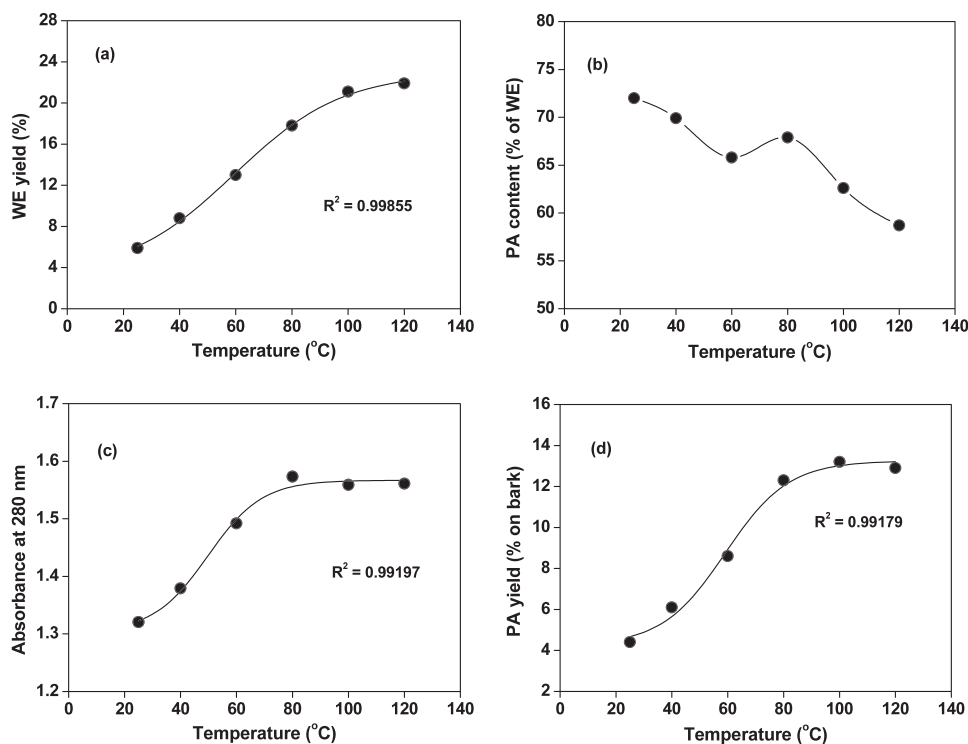 (a)
WE yield (%)
28
24
20
16
12
8
4
0
0 20 40 60 80 100 120 140
Temperature (°C)
R² = 0.99855
(b)
PA content (% of WE)
80
75
70
65
60
55
50
0 20 40 60 80 100 120 140
Temperature (°C)
(c)
Absorbance at 280 nm
1.7
1.6
1.5
1.4
1.3
1.2
0 20 40 60 80 100 120 140
Temperature (°C)
R² = 0.99197
(d)
PA yield (% on bark)
16
14
12
10
8
6
4
2
0 20 40 60 80 100 120 140
Temperature (°C)
R² = 0.99179